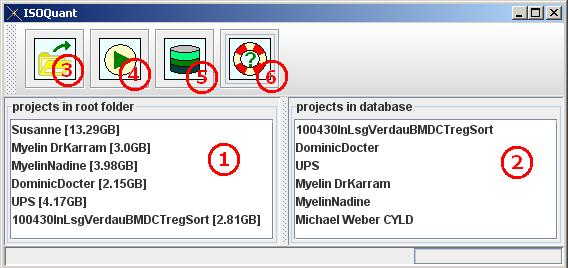 ISOQuant
3
4
5
?
6
projects in root folder
Susanne [13.29GB]
Myelin DrKarram [3.0GB]
MyelinNadine [3.98GB]
DominicDocter [2.15GB]
UPS [4.17GB]
100430InLsgVerdauBMDCTregSort [2.81GB]
1
projects in database
100430InLsgVerdauBMDCTregSort
DominicDocter
UPS
Myelin DrKarram
MyelinNadine
Michael Weber CYLD
2